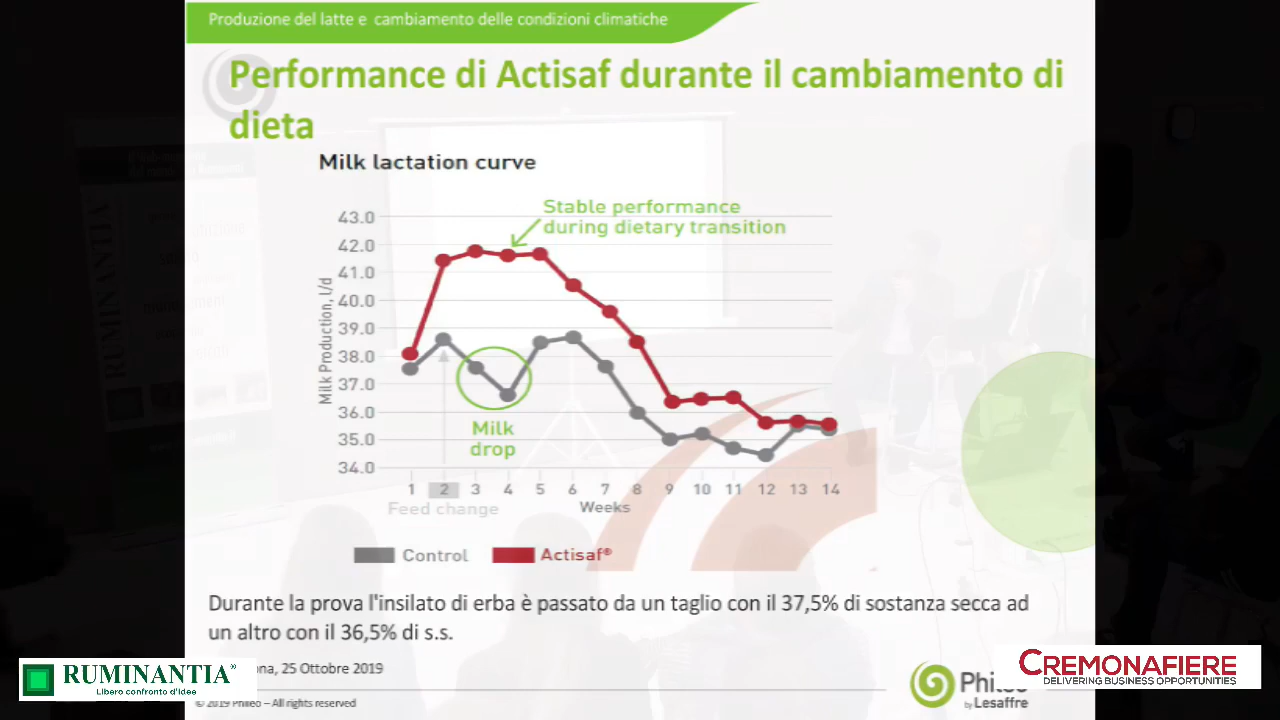 Produzione del latte e cambiamento delle condizioni climatiche
Performance di Actisaf durante il cambiamento di
dieta
Milk lactation curve
Stable performance
during dietary transition
43.0
42.0
41.0
40.0
39.0
38.0
37.0
36.0
35.0
34.0
Milk Production, l/d
Milk
drop
1 2 3 4 5 6 7 8 9 10 11 12 13 14
Feed change
Weeks
Control
Actisaf®
Durante la prova l'insilato di erba è passato da un taglio con il 37,5% di sostanza secca ad
un altro con il 36,5% di s.s.
25 Ottobre 2019
© 2019 Phileo – All rights reserved
by Lesaffre
RUMINANTIA®
Libero confronto d'Idee
CREMONAFIERE
DELIVERING BUSINESS OPPORTUNITIES
RUMINANTIA